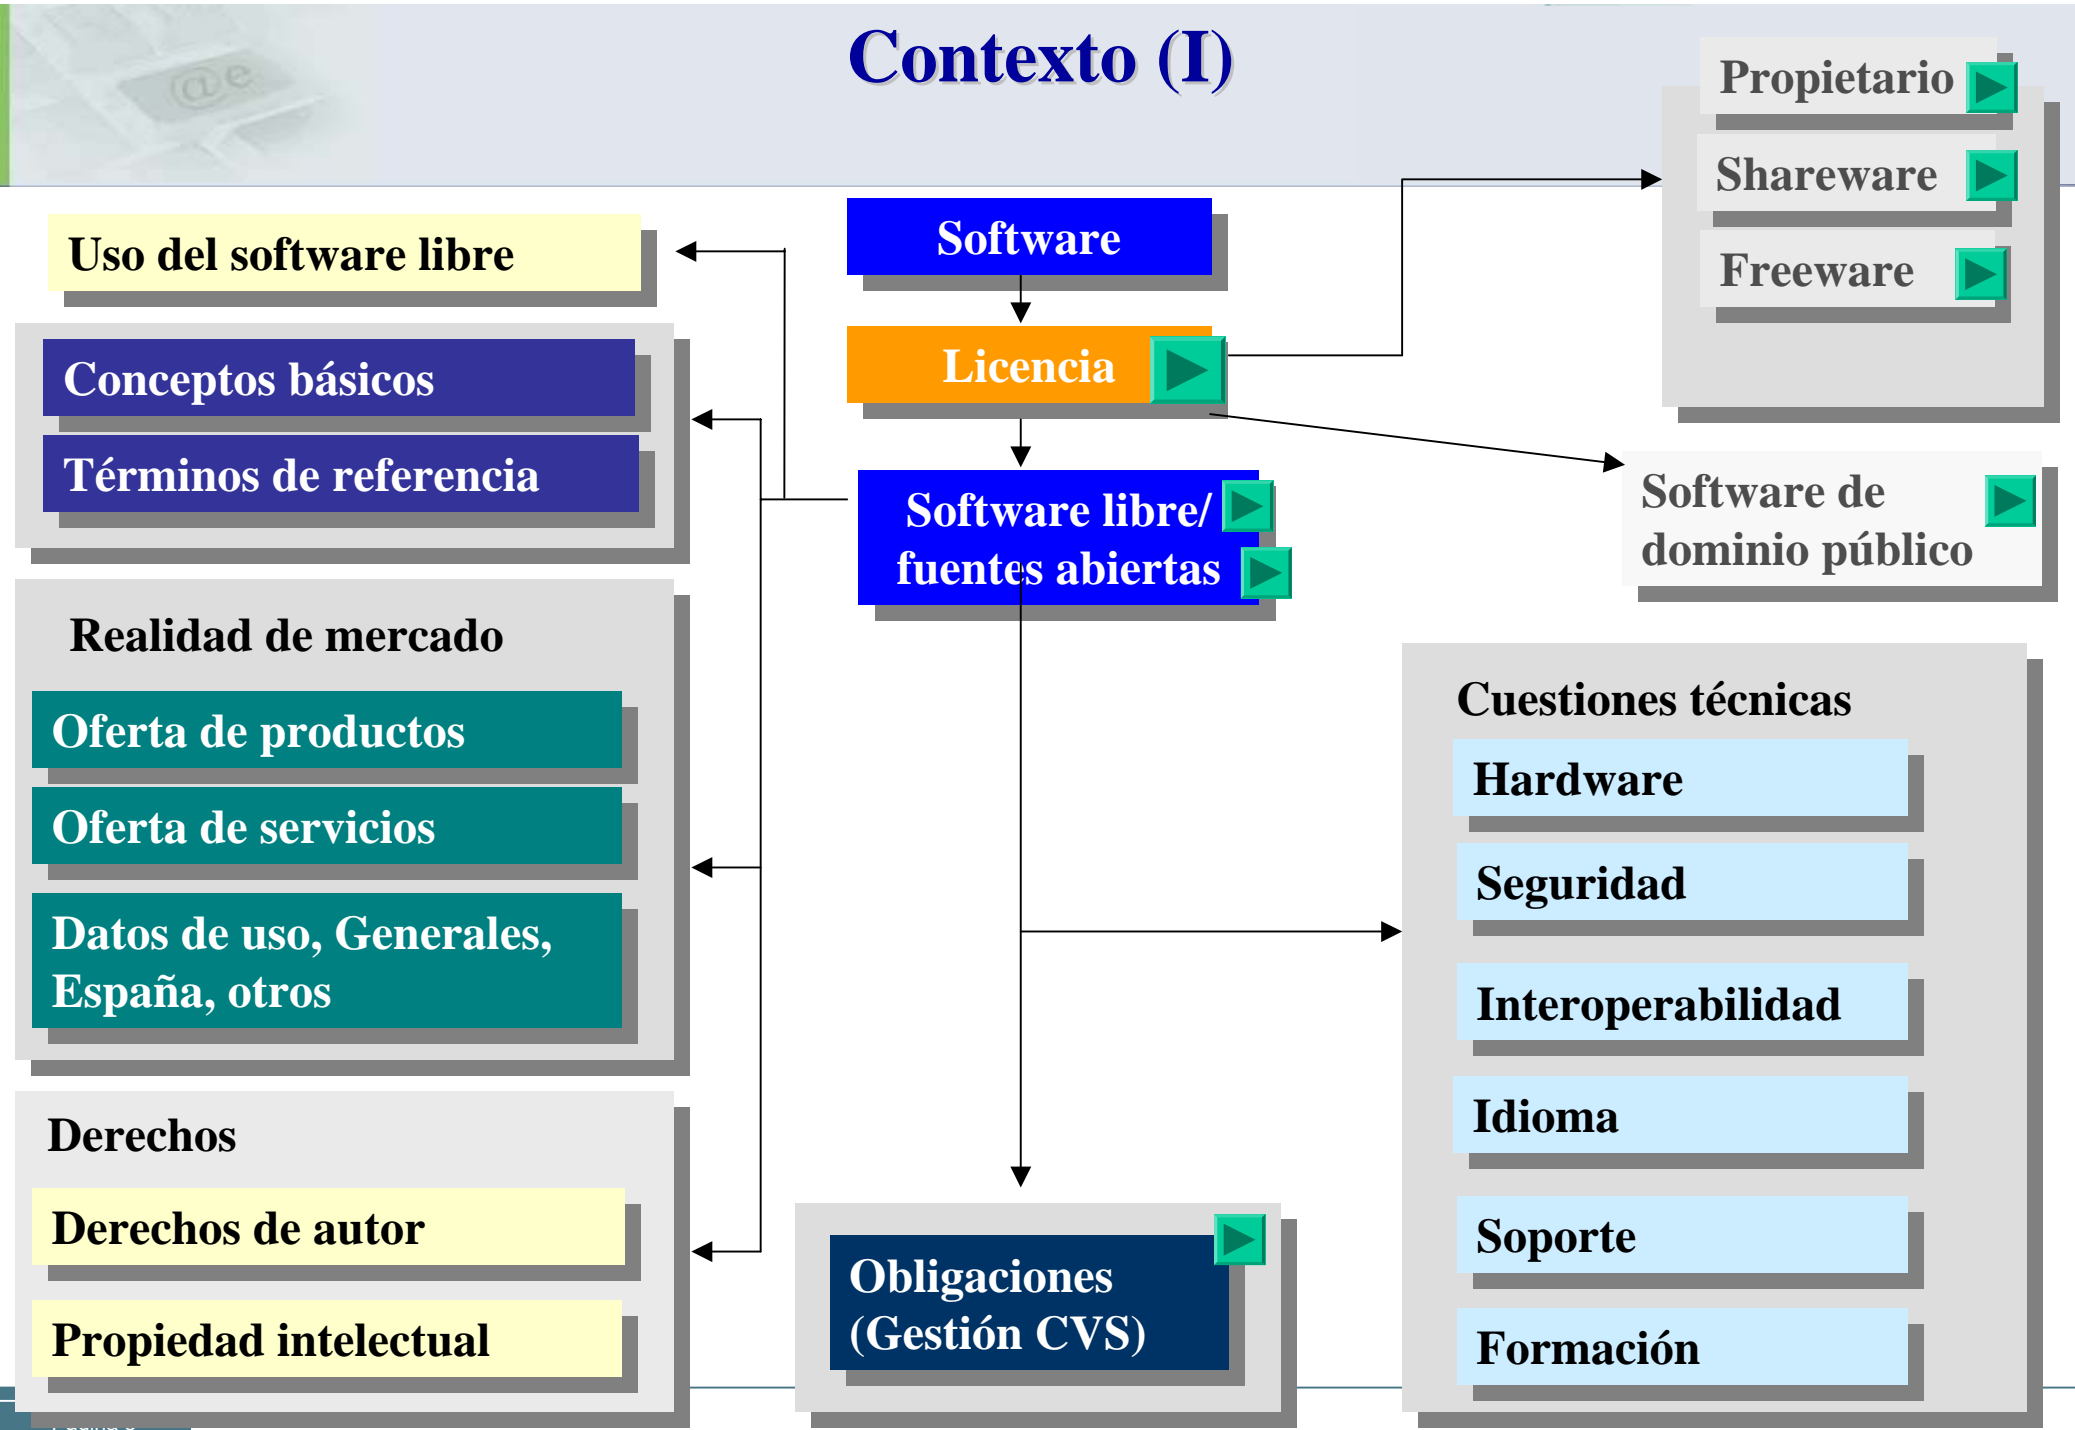 Contexto (I)
@e
Propietario
Shareware
Freeware
Software
Licencia
Software libre/
fuentes abiertas
Software de
dominio público
Uso del software libre
Conceptos básicos
Términos de referencia
Realidad de mercado
Oferta de productos
Oferta de servicios
Datos de uso, Generales,
España, otros
Derechos
Derechos de autor
Propiedad intelectual
Obligaciones
(Gestión CVS)
Cuestiones técnicas
Hardware
Seguridad
Interoperabilidad
Idioma
Soporte
Formación